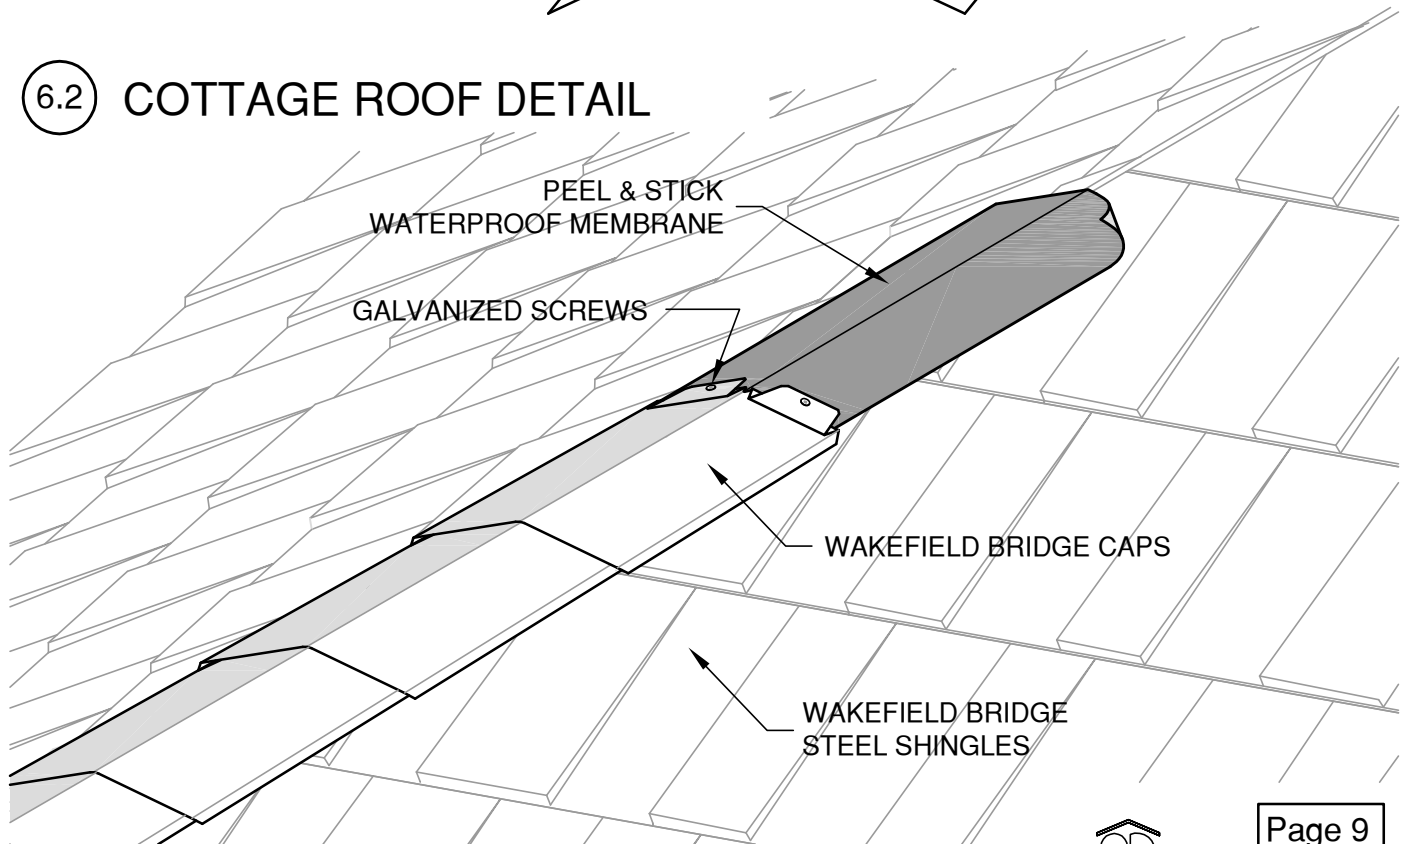 6.2 COTTAGE ROOF DETAIL
PEEL & STICK
WATERPROOF MEMBRANE
GALVANIZED SCREWS
WAKEFIELD BRIDGE CAPS
WAKEFIELD BRIDGE
STEEL SHINGLES
Page 9